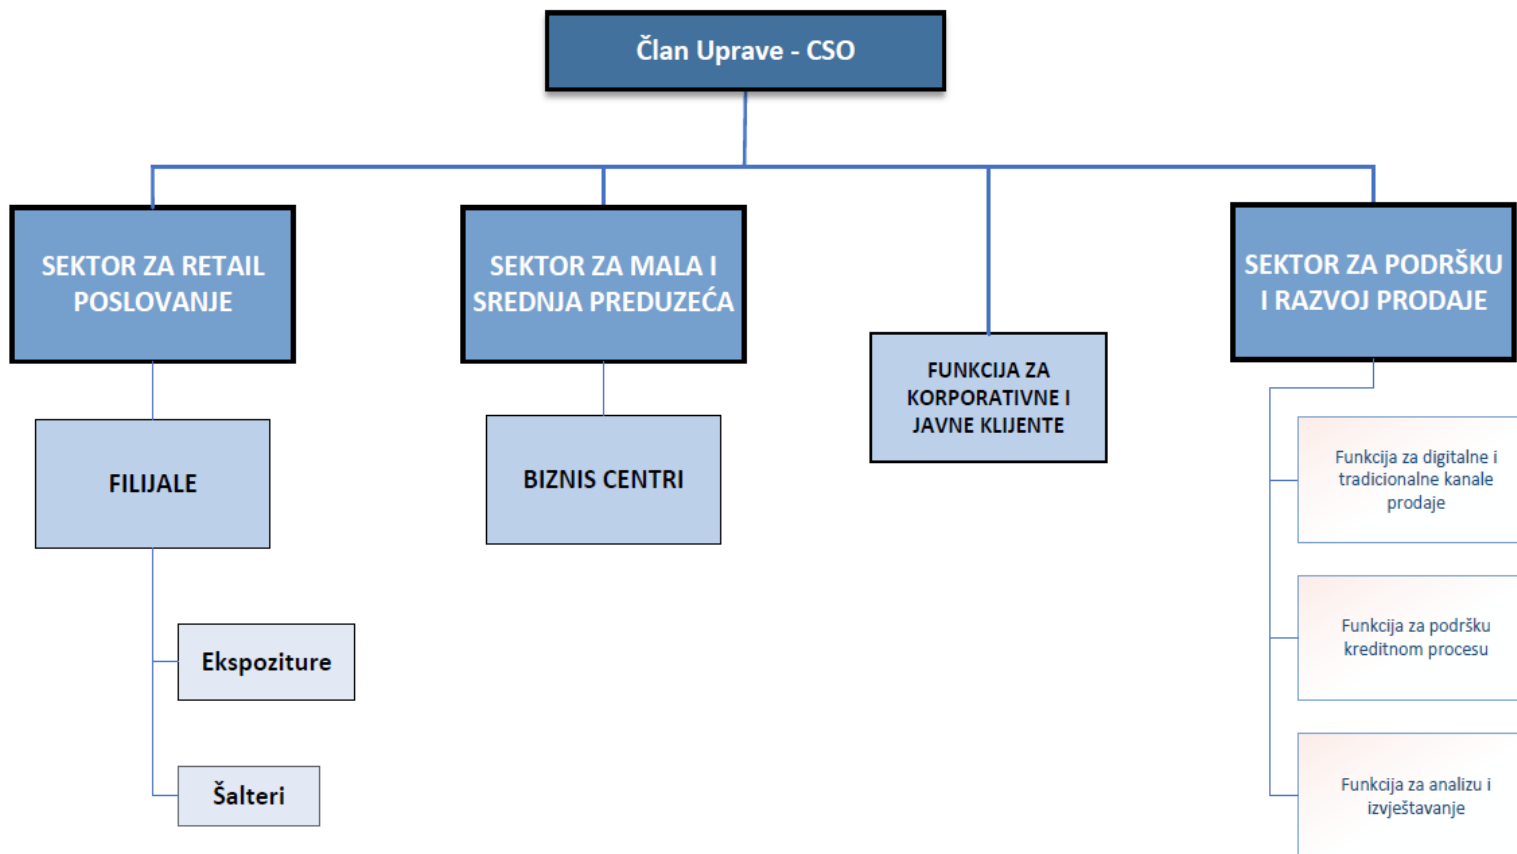 Član Uprave - CSO
SEKTOR ZA RETAIL
POSLOVANJE
SEKTOR ZA MALA I
SREDNJA PREDUZEĆA
SEKTOR ZA PODRŠKU
I RAZVOJ PRODAJE
FUNKCIJA ZA
KORPORATIVNE I
JAVNE KLIJENTE
FILIJALE
BIZNIS CENTRI
Funkcija za digitalne i
tradicionalne kanale
prodaje
Ekspoziture
Funkcija za podršku
kreditnom procesu
Šalteri
Funkcija za analizu i
izvještavanje